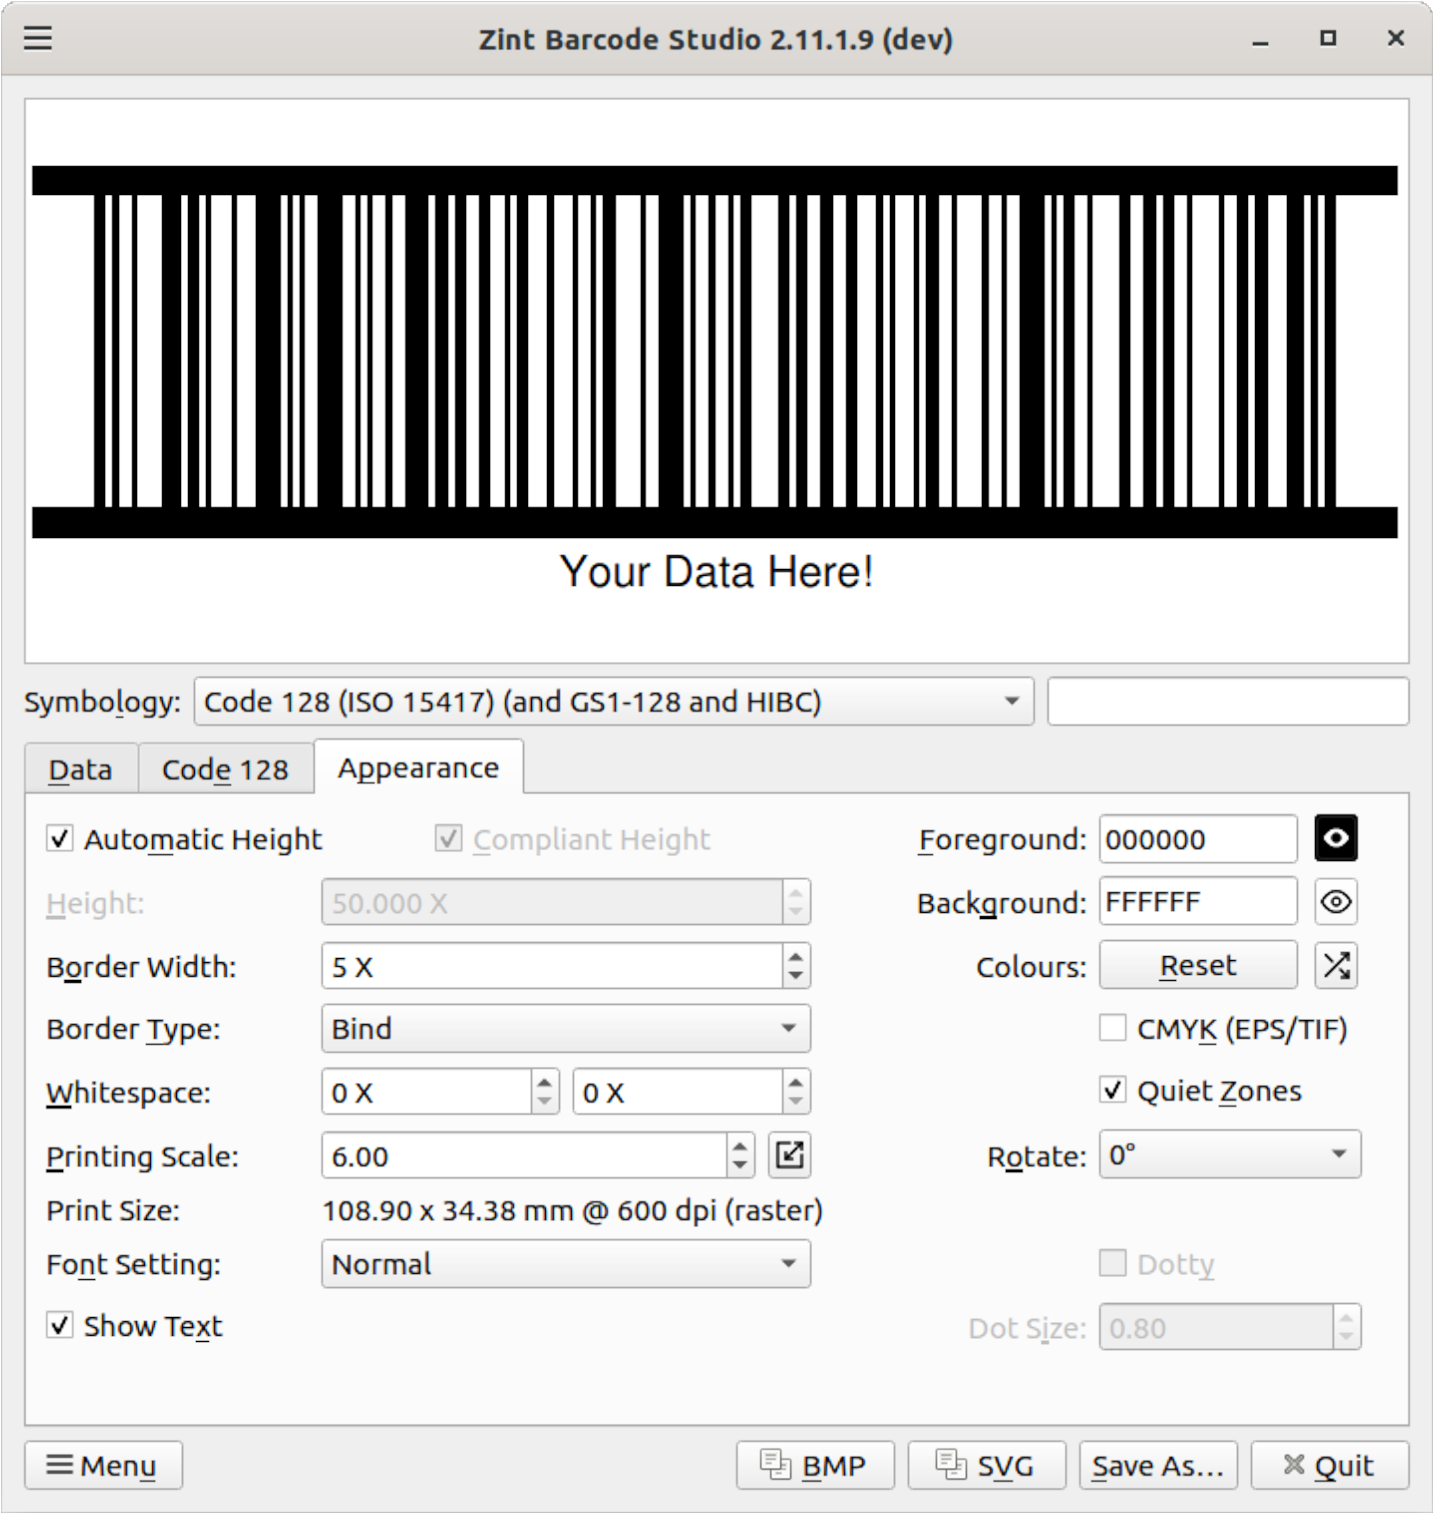 Zint Barcode Studio 2.11.1.9 (dev)
Your Data Here!
Symbology: Code 128 (ISO 15417) (and GS1-128 and HIBC)
Data Code 128 Appearance
Automatic Height Compliant Height Foreground: 000000
Height: 50.000 X Background: FFFFFF
Border Width: 5 X Colours: Reset
Border Type: Bind CMYK (EPS/TIF)
Whitespace: 0 X 0 X Quiet Zones
Printing Scale: 6.00 Rotate: 0°
Print Size: 108.90 x 34.38 mm @ 600 dpi (raster)
Font Setting: Normal Dotty
Show Text Dot Size: 0.80
Menu BMP SVG Save As... Quit